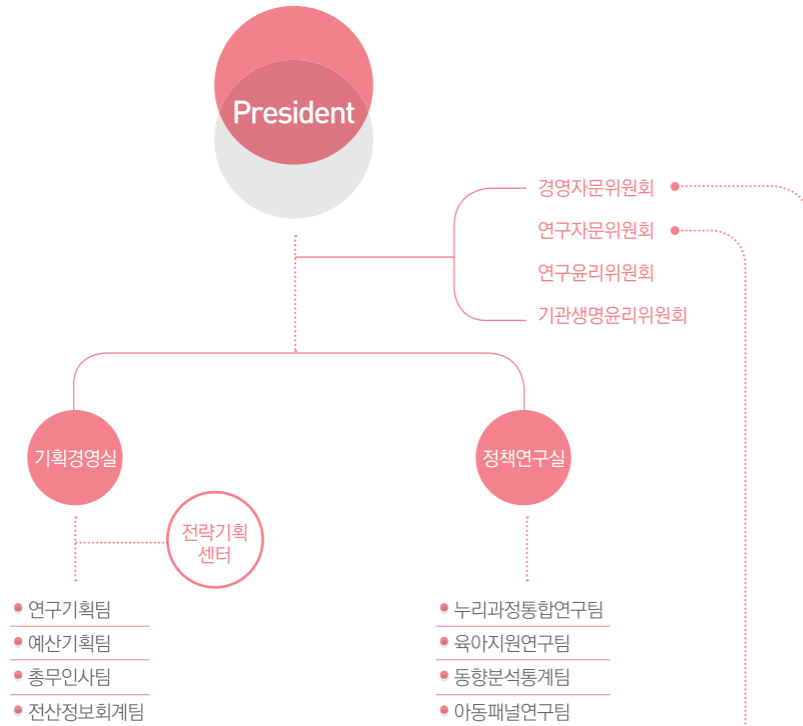 President
경영자문위원회
연구자문위원회
연구윤리위원회
기관생명윤리위원회
기획경영실
정책연구실
전략기획
센터
연구기획팀
예산기획팀
총무인사팀
전산정보회계팀
누리과정통합연구팀
육아지원연구팀
동향분석통계팀
아동패널연구팀